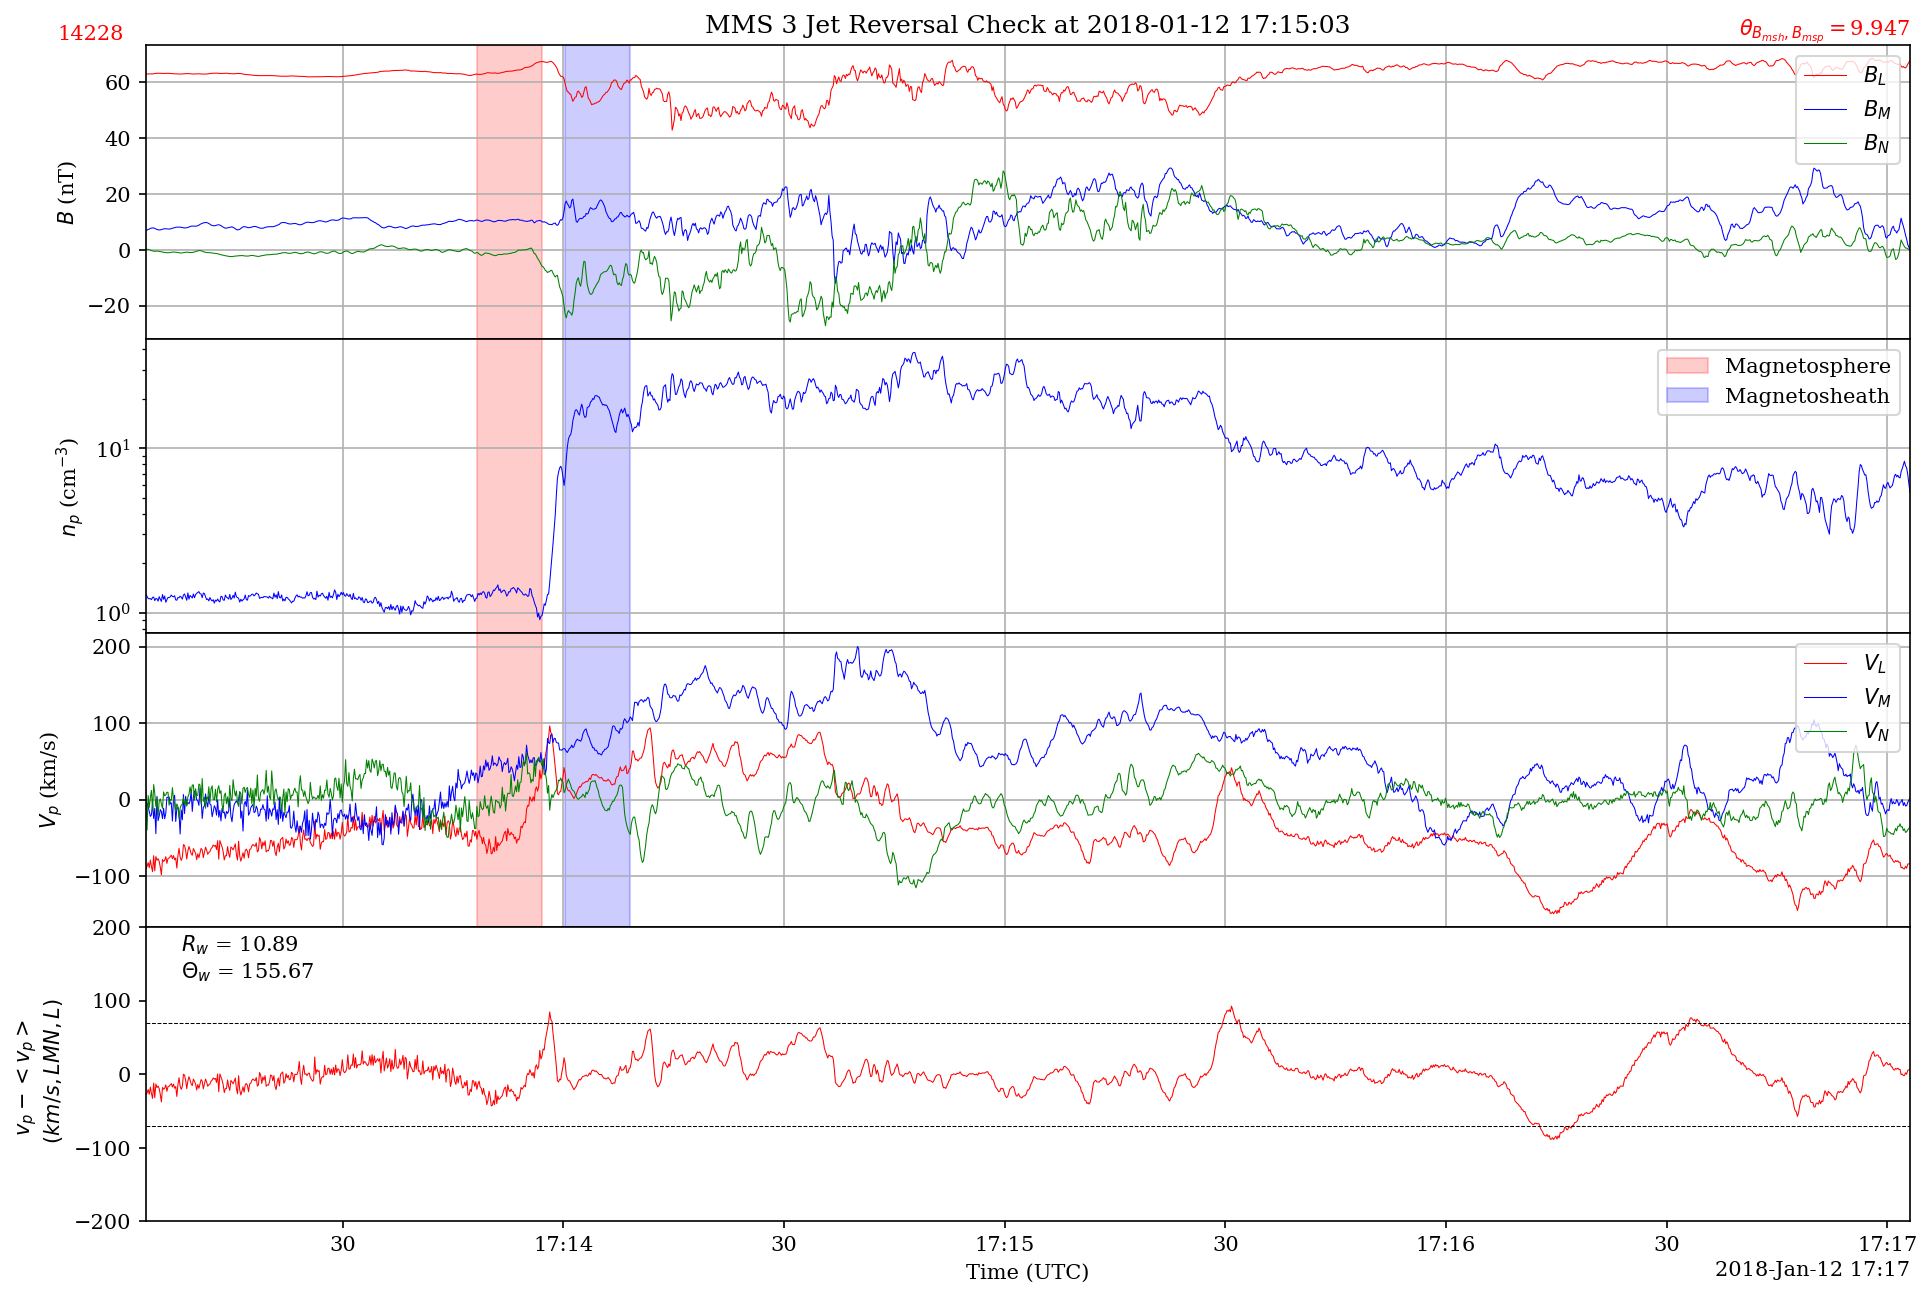 MMS 3 Jet Reversal Check at 2018-01-12 17:15:03
14228
θ_{B_{msh}, B_{msp}} = 9.947
60
40
20
0
−20
B (nT)
B_L
B_M
B_N
10^1
10^0
n_p (cm^{−3})
Magnetosphere
Magnetosheath
200
100
0
−100
V_p (km/s)
V_L
V_M
V_N
200
100
0
−100
−200
v_p − < v_p >
(km/s, LMN, L)
R_w = 10.89
Θ_w = 155.67
30
17:14
30
17:15
30
17:16
30
17:17
Time (UTC)
2018-Jan-12 17:17